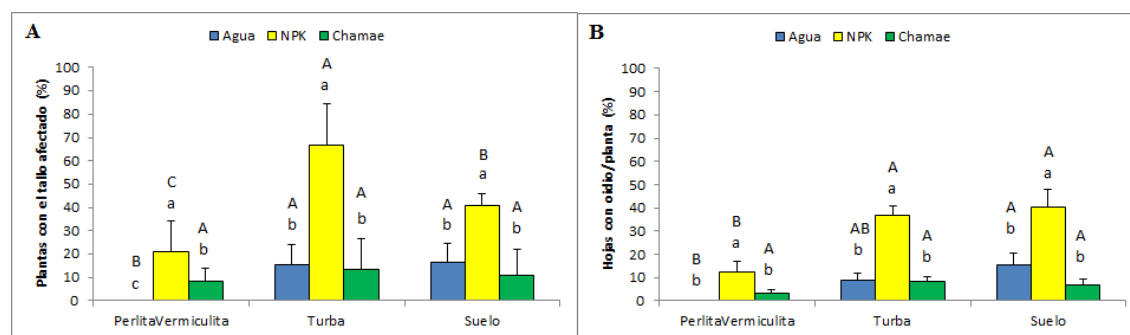 A
Agua NPK Chamae
Plantas con el tallo afectado (%)
100
90
80
70
60
50
40
30
20
10
0
B
c
C
a
A
b
A
b
A
a
A
b
A
b
B
a
A
b
PerlitaVermiculita Turba Suelo
B
Agua NPK Chamae
Hojas con oidio/planta (%)
100
90
80
70
60
50
40
30
20
10
0
B
b
B
a
A
b
AB
b
A
a
A
b
A
b
A
a
A
b
PerlitaVermiculita Turba Suelo